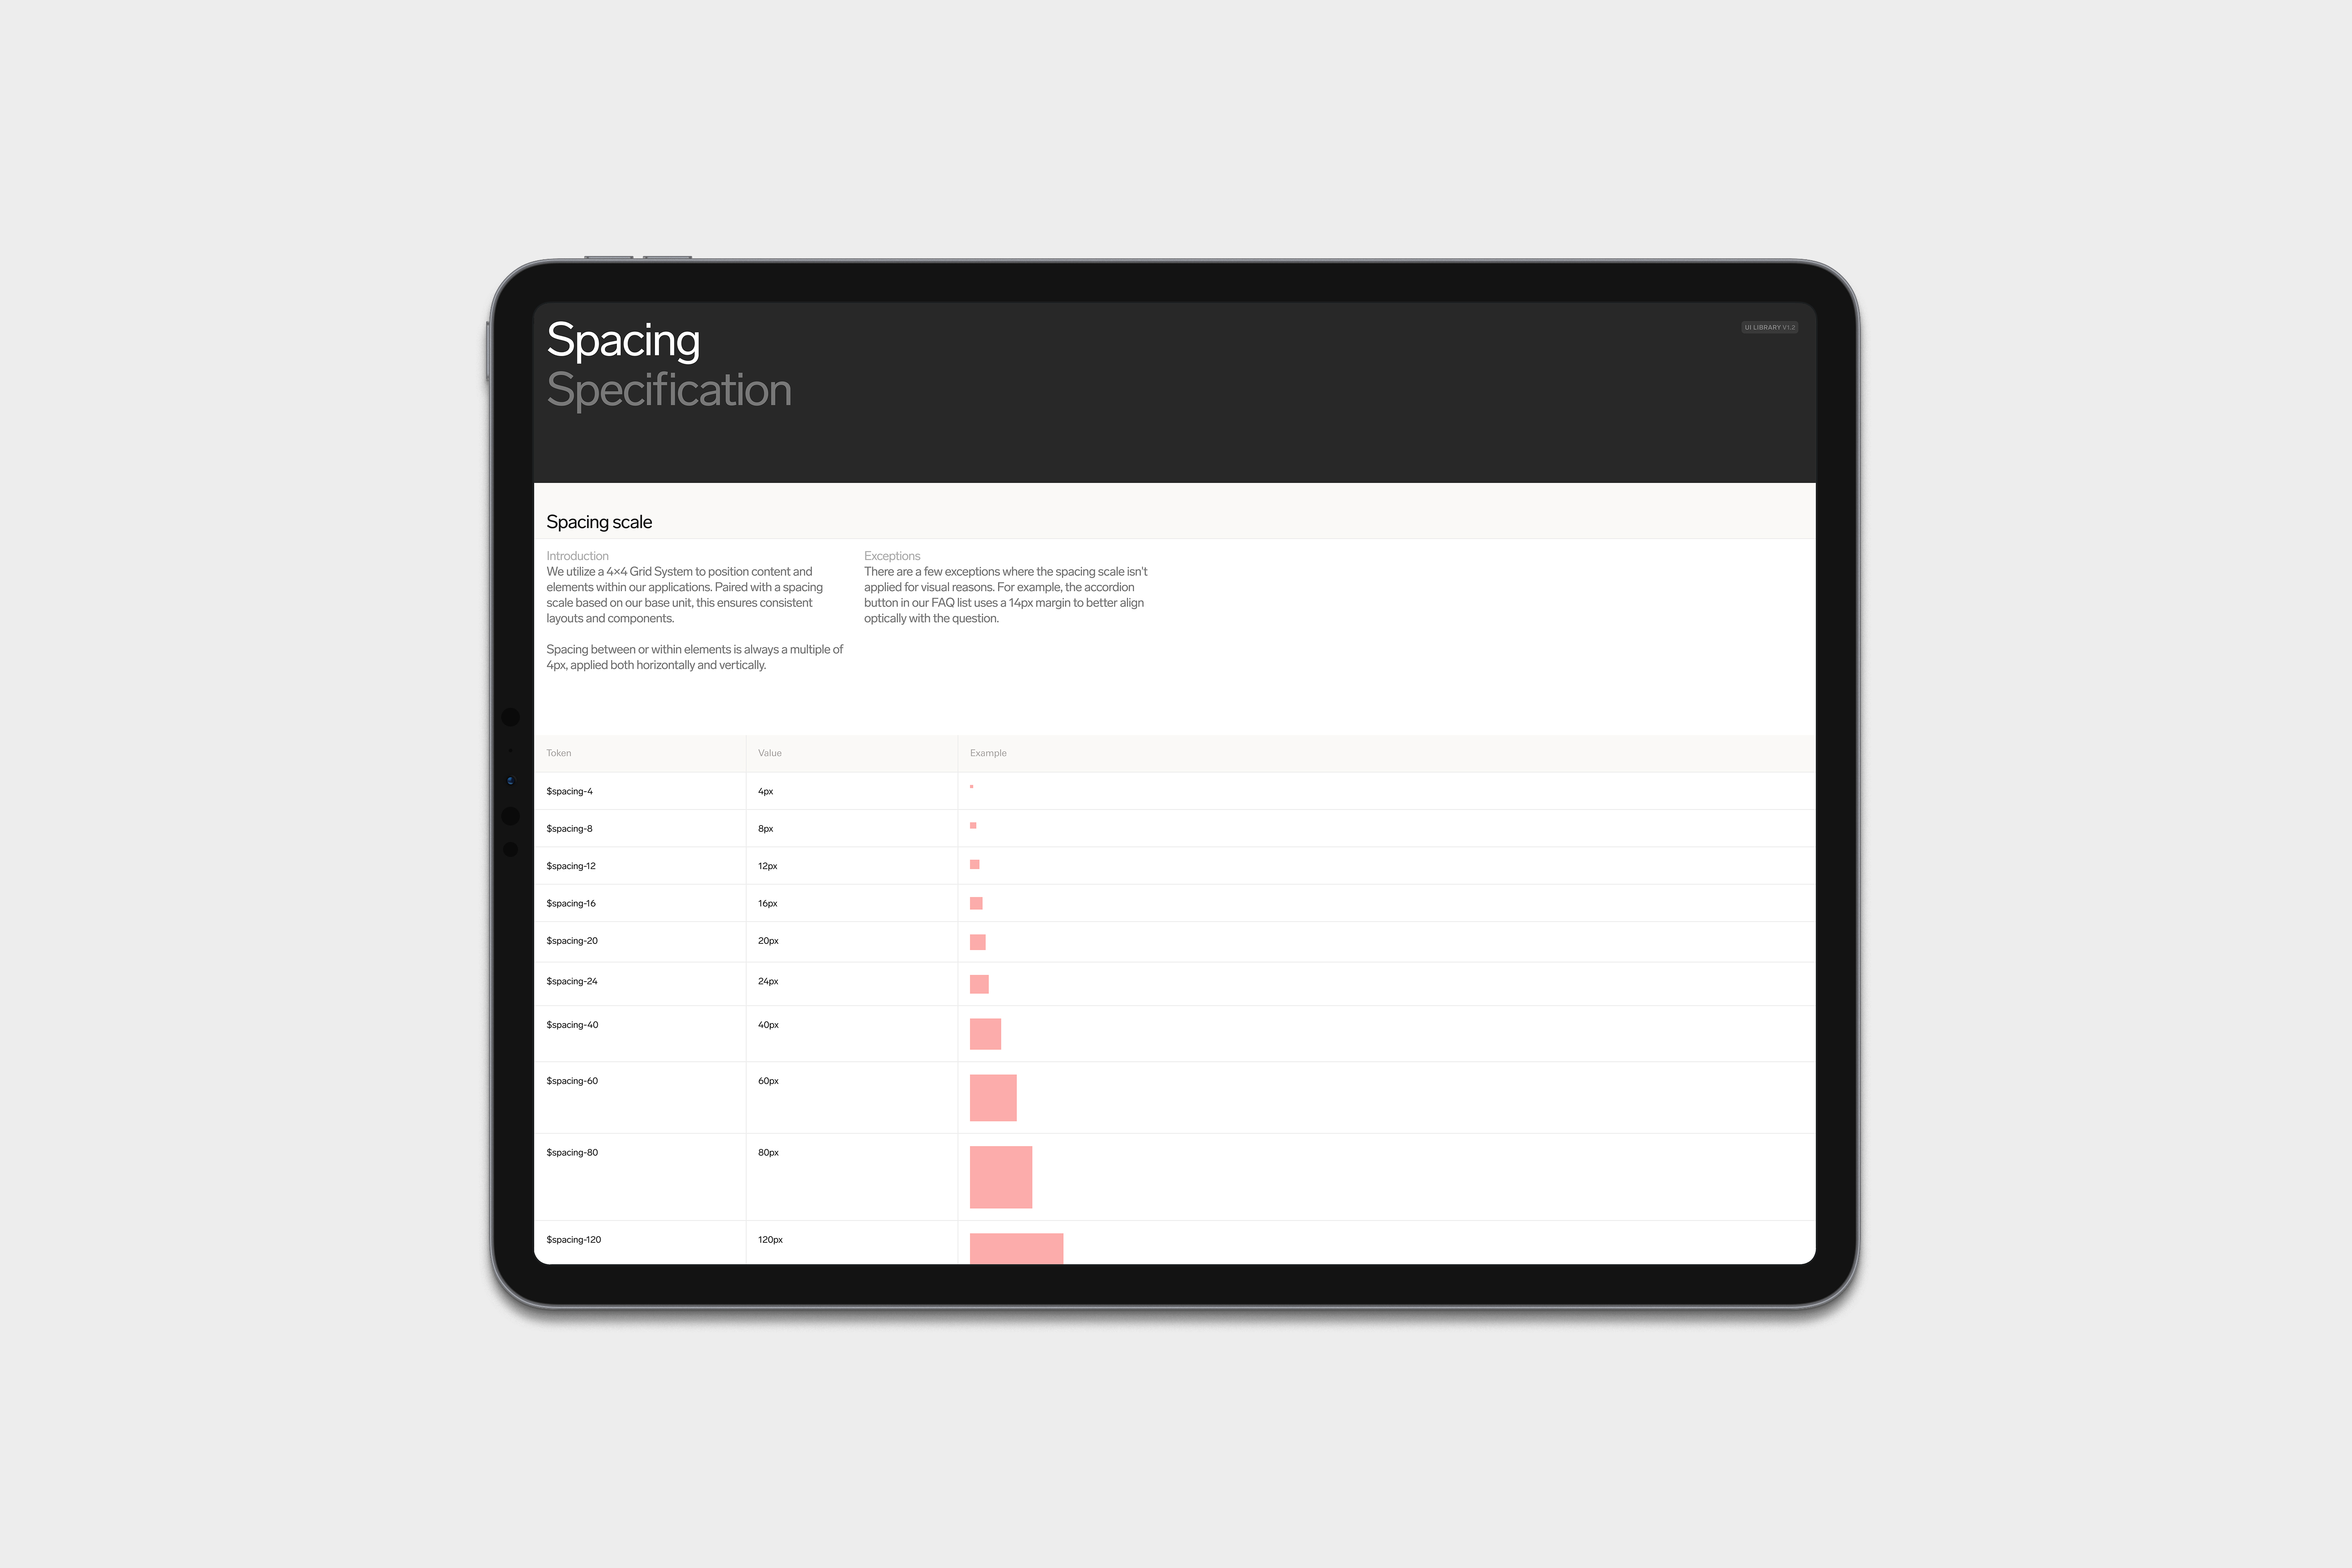 Spacing
Specification
UI LIBRARY V1.2
Spacing scale
Introduction
We utilize a 4×4 Grid System to position content and
elements within our applications. Paired with a spacing
scale based on our base unit, this ensures consistent
layouts and components.
Spacing between or within elements is always a multiple of
4px, applied both horizontally and vertically.
Exceptions
There are a few exceptions where the spacing scale isn't
applied for visual reasons. For example, the accordion
button in our FAQ list uses a 14px margin to better align
optically with the question.
Token Value Example
$spacing-4 4px
$spacing-8 8px
$spacing-12 12px
$spacing-16 16px
$spacing-20 20px
$spacing-24 24px
$spacing-40 40px
$spacing-60 60px
$spacing-80 80px
$spacing-120 120px